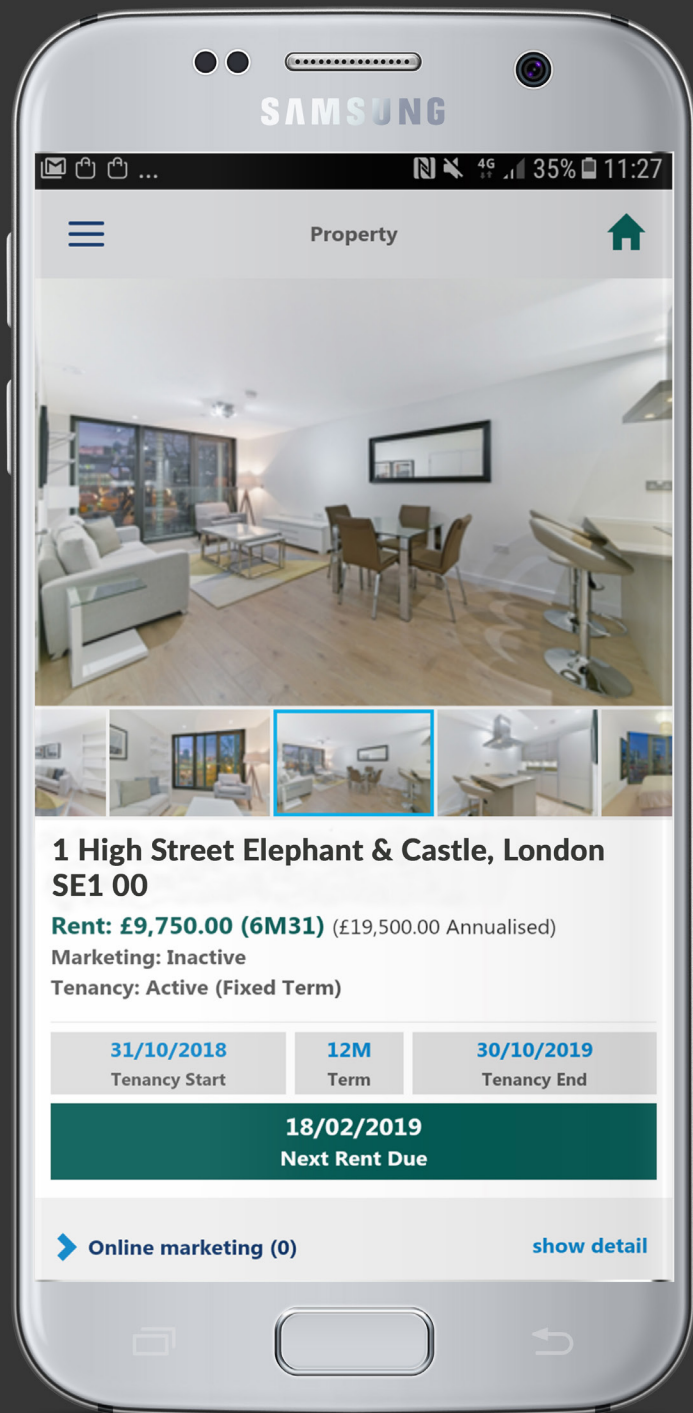 SAMSUNG
... 4G 35% 11:27
Property
1 High Street Elephant & Castle, London
SE1 00
Rent: £9,750.00 (6M31) (£19,500.00 Annualised)
Marketing: Inactive
Tenancy: Active (Fixed Term)
31/10/2018 12M 30/10/2019
Tenancy Start Term Tenancy End
18/02/2019
Next Rent Due
Online marketing (0) show detail